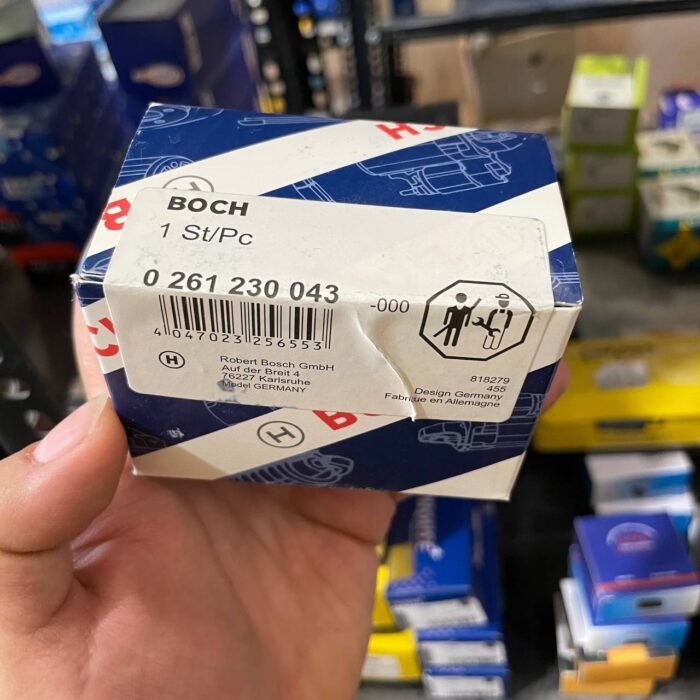 BOCH
1 St/Pc
0 261 230 043
-000
4 047023 256553
H
Robert Bosch GmbH
Auf der Breit 4
76227 Karlsruhe
Model GERMANY
818279
455
Design Germany
Fabrique en Allemagne
H